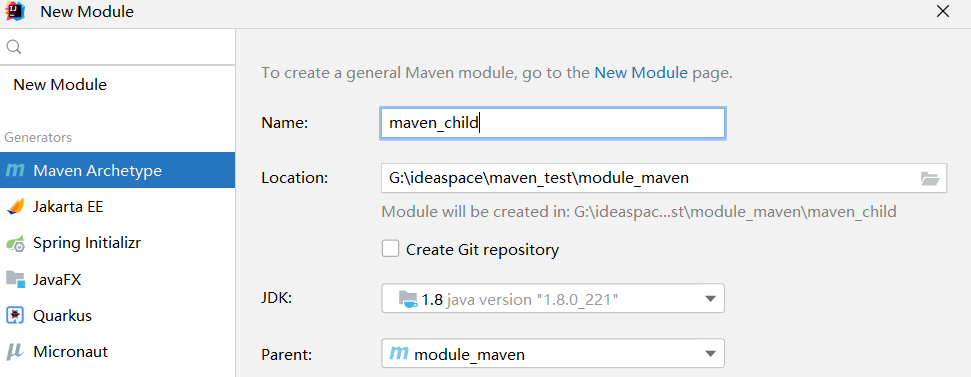 New Module
New Module
Generators
Maven Archetype
Jakarta EE
Spring Initializr
JavaFX
Quarkus
Micronaut
To create a general Maven module, go to the New Module page.
Name: maven_child
Location: G:\ideaspace\maven_test\module_maven
Module will be created in: G:\ideaspac...st\module_maven\maven_child
Create Git repository
JDK: 1.8 java version "1.8.0_221"
Parent: module_maven